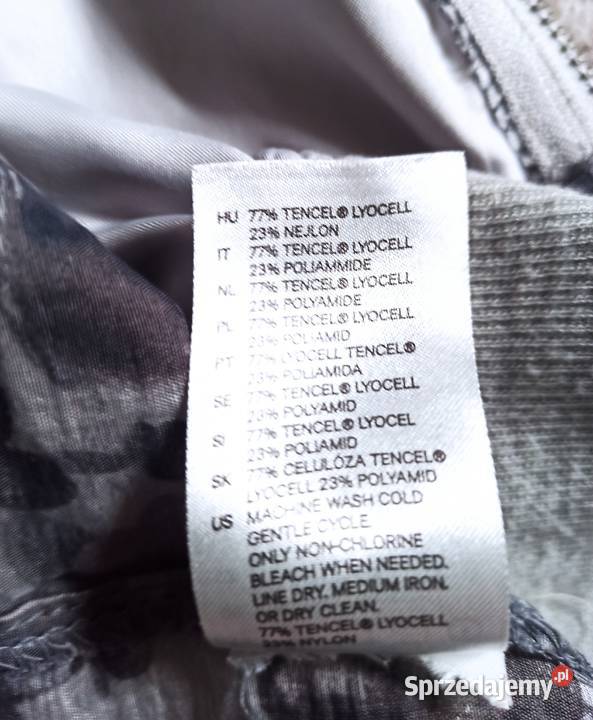 HU 77% TENCEL® LYOCELL
23% NEJLON
IT 77% TENCEL® LYOCELL
23% POLIAMMIDE
NL 77% TENCEL® LYOCELL
23% POLYAMIDE
PL 77% TENCEL® LYOCELL
23% POLIAMID
PT 77% LYOCELL TENCEL®
23% POLIAMIDA
SE 77% TENCEL® LYOCELL
23% POLYAMID
SI 77% TENCEL® LYOCEL
23% POLIAMID
SK 77% CELULÓZA TENCEL®
LYOCELL 23% POLYAMID
US MACHINE WASH COLD
GENTLE CYCLE
ONLY NON-CHLORINE
BLEACH WHEN NEEDED.
LINE DRY. MEDIUM IRON.
OR DRY CLEAN.
77% TENCEL® LYOCELL
23% NYLON
Sprzedajemy.pl